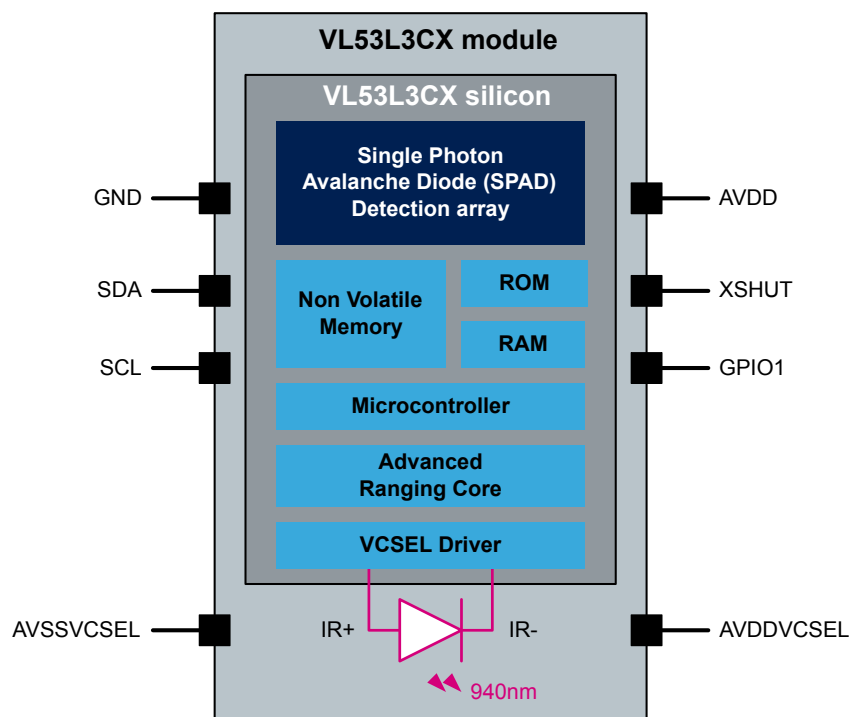 VL53L3CX module
VL53L3CX silicon
Single Photon
Avalanche Diode (SPAD)
Detection array
GND
AVDD
SDA
Non Volatile
Memory
ROM
XSHUT
SCL
RAM
GPIO1
Microcontroller
Advanced
Ranging Core
VCSEL Driver
AVSSVCSEL
IR+
IR-
AVDDVCSEL
940nm